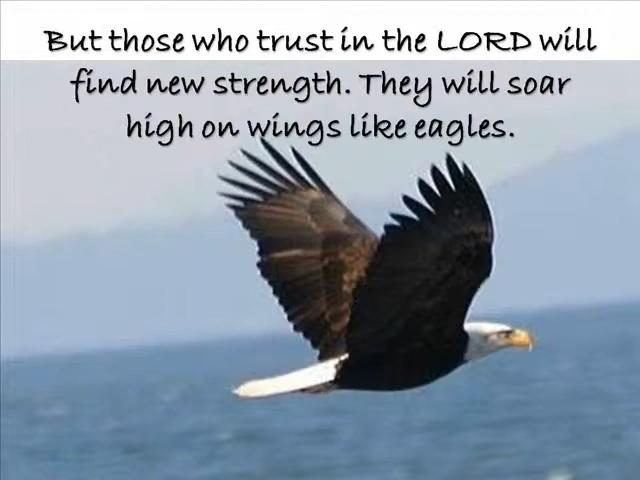 But those who trust in the LORD will
find new strength. They will soar
high on wings like eagles.